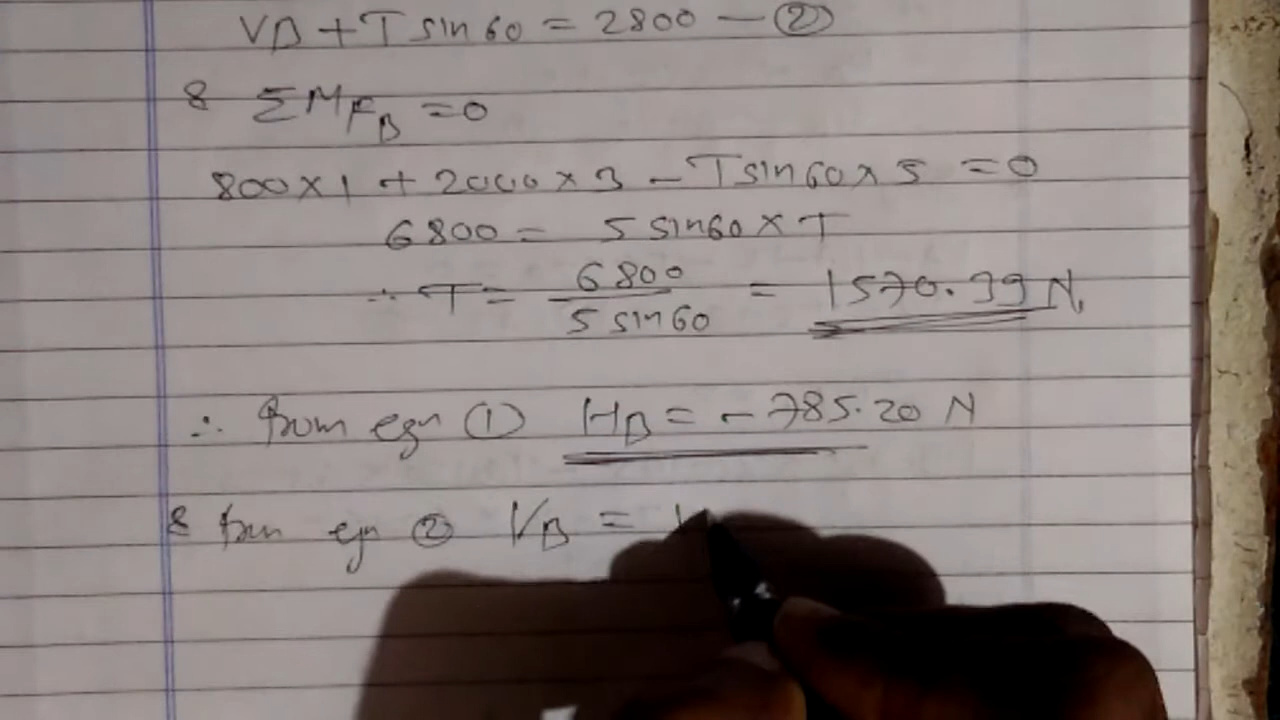 VB + T sin 60 = 2800 — ②
& ΣMFB = 0
800 × 1 + 2000 × 3 − T sin 60 × 5 = 0
6800 = 5 sin 60 × T
∴ T = 6800 / 5 sin 60 = 1570.39 N.
∴ from eqn ① HB = − 785.20 N
& from eqn ② VB = 1